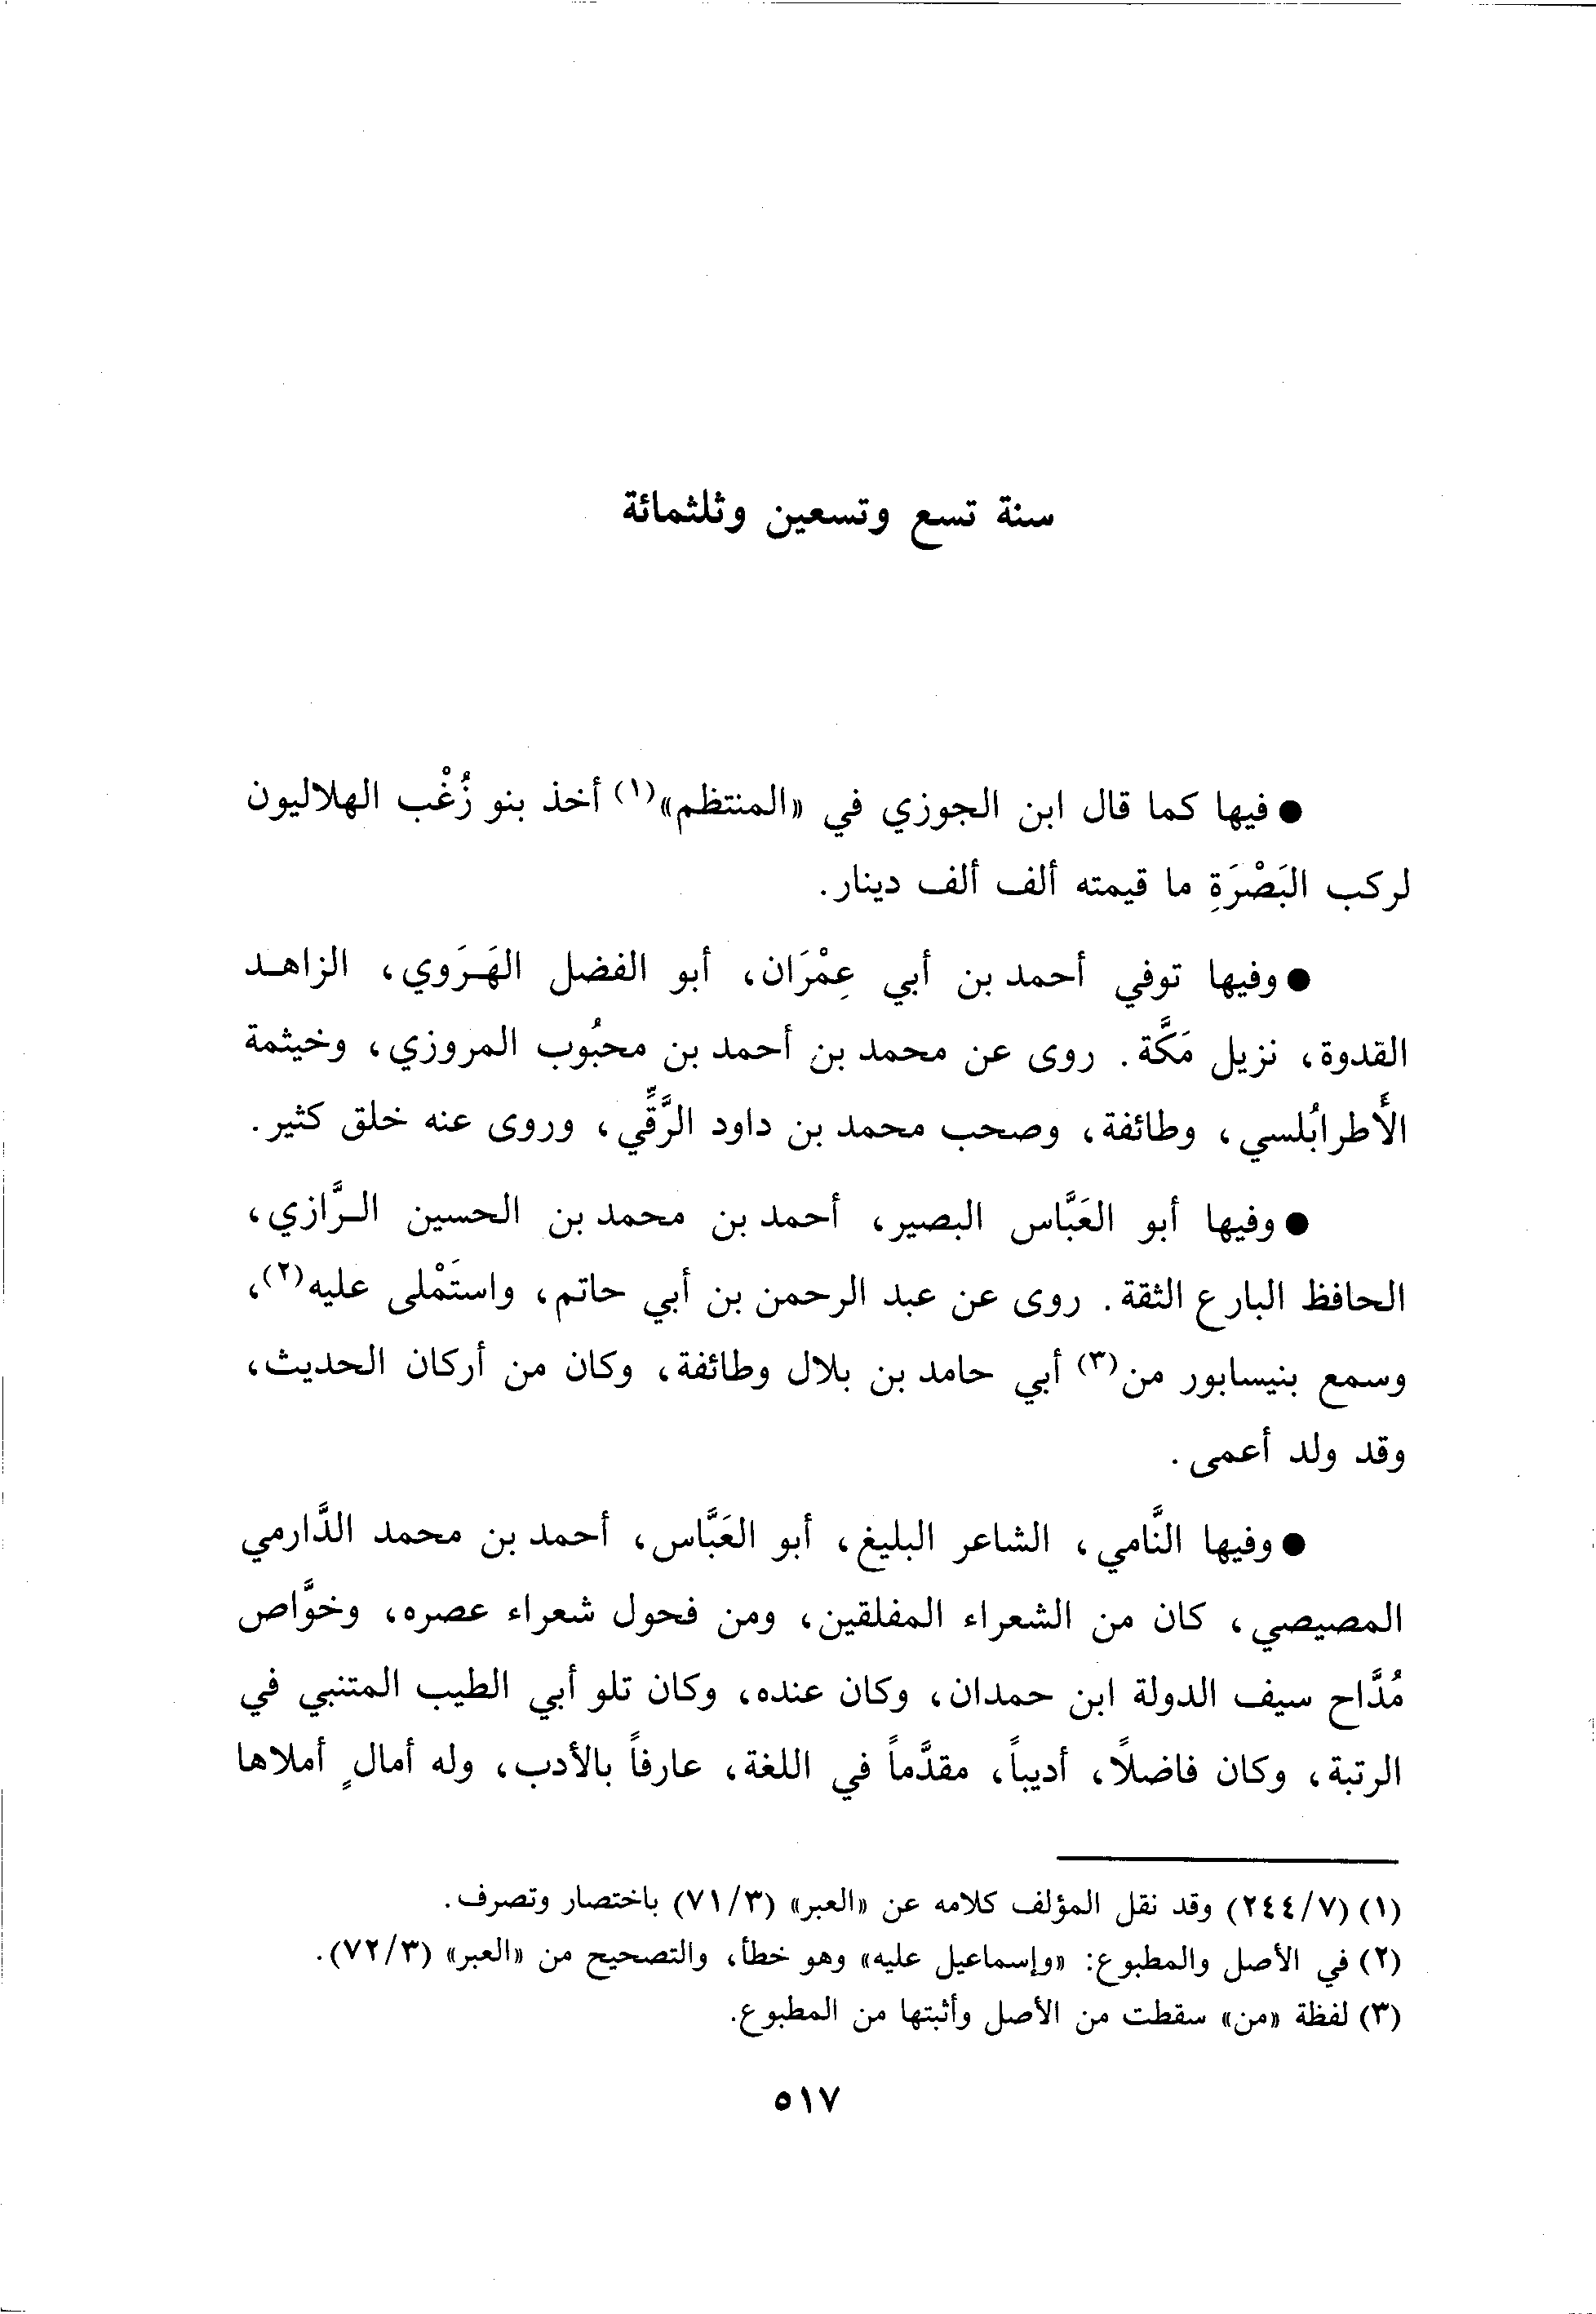 سنة تسع وتسعين وثلثمائة
● فيها كما قال ابن الجوزي في «المنتظم»(١) أخذ بنو زُغْب الهلاليون
لركب البَصْرَةِ ما قيمته ألف ألف دينار.
● وفيها توفي أحمد بن أبي عِمْرَان، أبو الفضل الهَرَوي، الزاهد
القدوة، نزيل مَكَّة. روى عن محمد بن أحمد بن محبُوب المروزي، وخيثمة
الأَطرابُلسي، وطائفة، وصحب محمد بن داود الرَّقِّي، وروى عنه خلق كثير.
● وفيها أبو العَبَّاس البصير، أحمد بن محمد بن الحسين الرَّازي،
الحافظ البارع الثقة. روى عن عبد الرحمن بن أبي حاتم، واستَمْلى عليه(٢)،
وسمع بنيسابور من(٣) أبي حامد بن بلال وطائفة، وكان من أركان الحديث،
وقد ولد أعمى.
● وفيها النَّامي، الشاعر البليغ، أبو العَبَّاس، أحمد بن محمد الدَّارمي
المصيصي، كان من الشعراء المفلقين، ومن فحول شعراء عصره، وخوَّاص
مُدَّاح سيف الدولة ابن حمدان، وكان عنده، وكان تلو أبي الطيب المتنبي في
الرتبة، وكان فاضلاً، أديباً، مقدَّماً في اللغة، عارفاً بالأدب، وله أمالٍ أملاها
(١) (٧/٢٤٤) وقد نقل المؤلف كلامه عن «العبر» (٣/٧١) باختصار وتصرف.
(٢) في الأصل والمطبوع: «وإسماعيل عليه» وهو خطأ، والتصحيح من «العبر» (٣/٧٢).
(٣) لفظة «من» سقطت من الأصل وأثبتها من المطبوع.
٥١٧